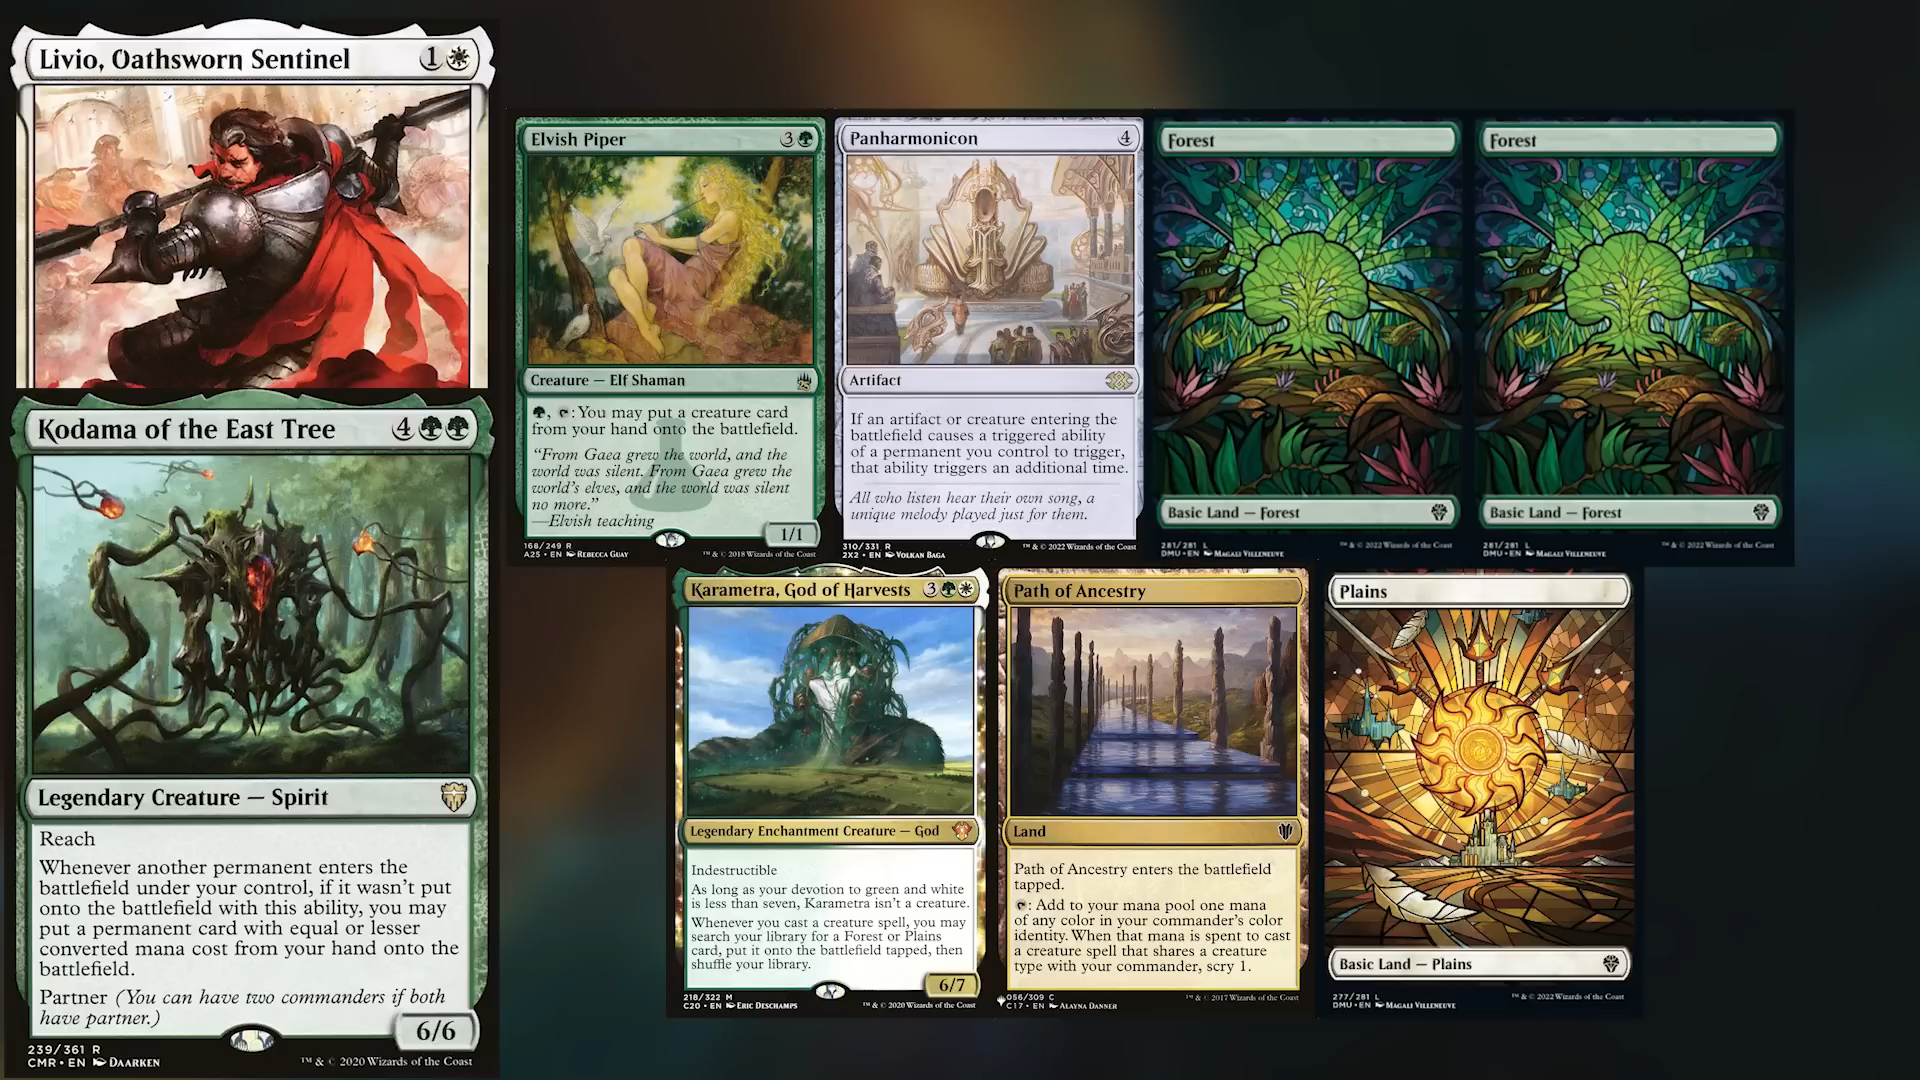 Livio, Oathsworn Sentinel 1
Kodama of the East Tree 4
Legendary Creature — Spirit
Reach
Whenever another permanent enters the
battlefield under your control, if it wasn't put
onto the battlefield with this ability, you may
put a permanent card with equal or lesser
converted mana cost from your hand onto the
battlefield.
Partner (You can have two commanders if both
have partner.)
6/6
239/361 R
CMR • EN DAARKEN
™ & © 2020 Wizards of the Coast
Elvish Piper 3
Creature — Elf Shaman
, : You may put a creature card
from your hand onto the battlefield.
“From Gaea grew the world, and the
world was silent. From Gaea grew the
world's elves, and the world was silent
no more.”
—Elvish teaching
1/1
168/249 R
A25 • EN REBECCA GUAY
™ & © 2018 Wizards of the Coast
Panharmonicon 4
Artifact
If an artifact or creature entering the
battlefield causes a triggered ability
of a permanent you control to trigger,
that ability triggers an additional time.
All who listen hear their own song, a
unique melody played just for them.
310/331 R
2X2 • EN VOLKAN BAGA
™ & © 2022 Wizards of the Coast
Forest
Basic Land — Forest
281/281 L
DMU • EN MAGALI VILLENEUVE
™ & © 2022 Wizards of the Coast
Forest
Basic Land — Forest
281/281 L
DMU • EN MAGALI VILLENEUVE
™ & © 2022 Wizards of the Coast
Karametra, God of Harvests 3
Legendary Enchantment Creature — God
Indestructible
As long as your devotion to green and white
is less than seven, Karametra isn't a creature.
Whenever you cast a creature spell, you may
search your library for a Forest or Plains
card, put it onto the battlefield tapped, then
shuffle your library.
6/7
218/322 M
C20 • EN ERIC DESCHAMPS
™ & © 2020 Wizards of the Coast
Path of Ancestry
Land
Path of Ancestry enters the battlefield
tapped.
: Add to your mana pool one mana
of any color in your commander's color
identity. When that mana is spent to cast
a creature spell that shares a creature
type with your commander, scry 1.
056/309 C
C17 • EN ALAYNA DANNER
™ & © 2017 Wizards of the Coast
Plains
Basic Land — Plains
277/281 L
DMU • EN MAGALI VILLENEUVE
™ & © 2022 Wizards of the Coast